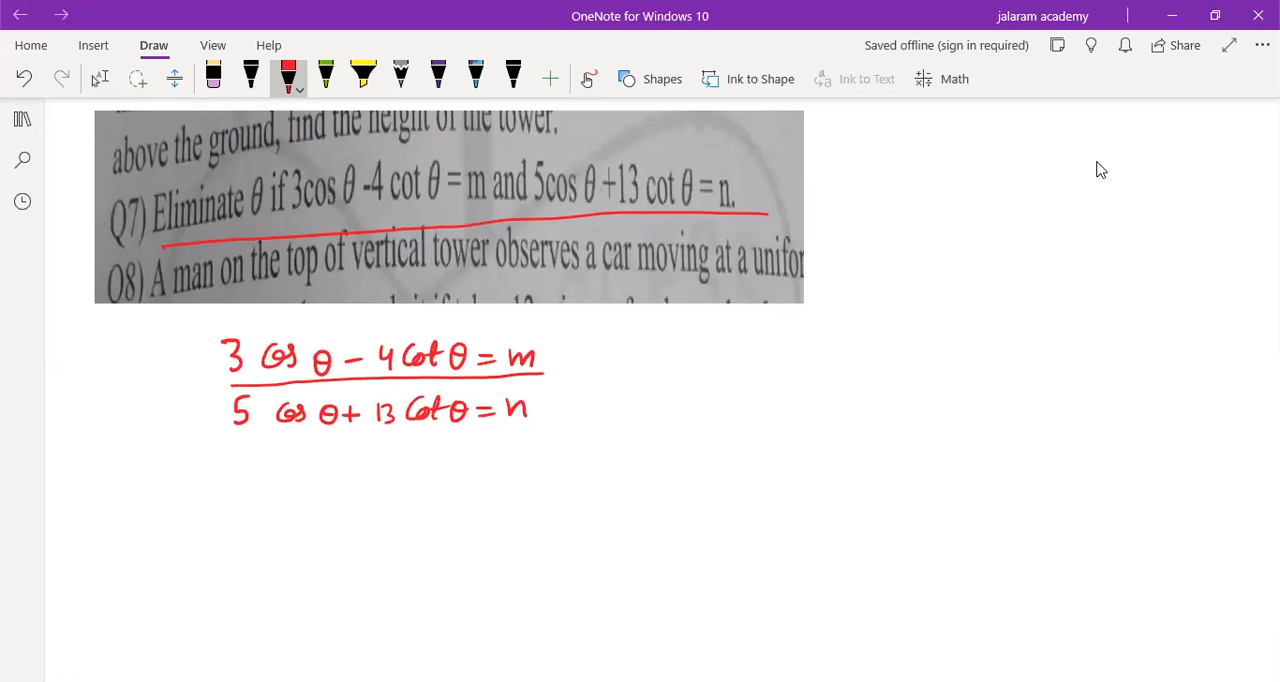 OneNote for Windows 10
jalaram academy
Home Insert Draw View Help
Saved offline (sign in required) Share
Shapes Ink to Shape Ink to Text Math
above the ground, find the height of the tower.
Q7) Eliminate θ if 3cos θ -4 cot θ = m and 5cos θ +13 cot θ = n.
Q8) A man on the top of vertical tower observes a car moving at a unifor
3 cos θ - 4 cot θ = m
5 cos θ + 13 cot θ = n